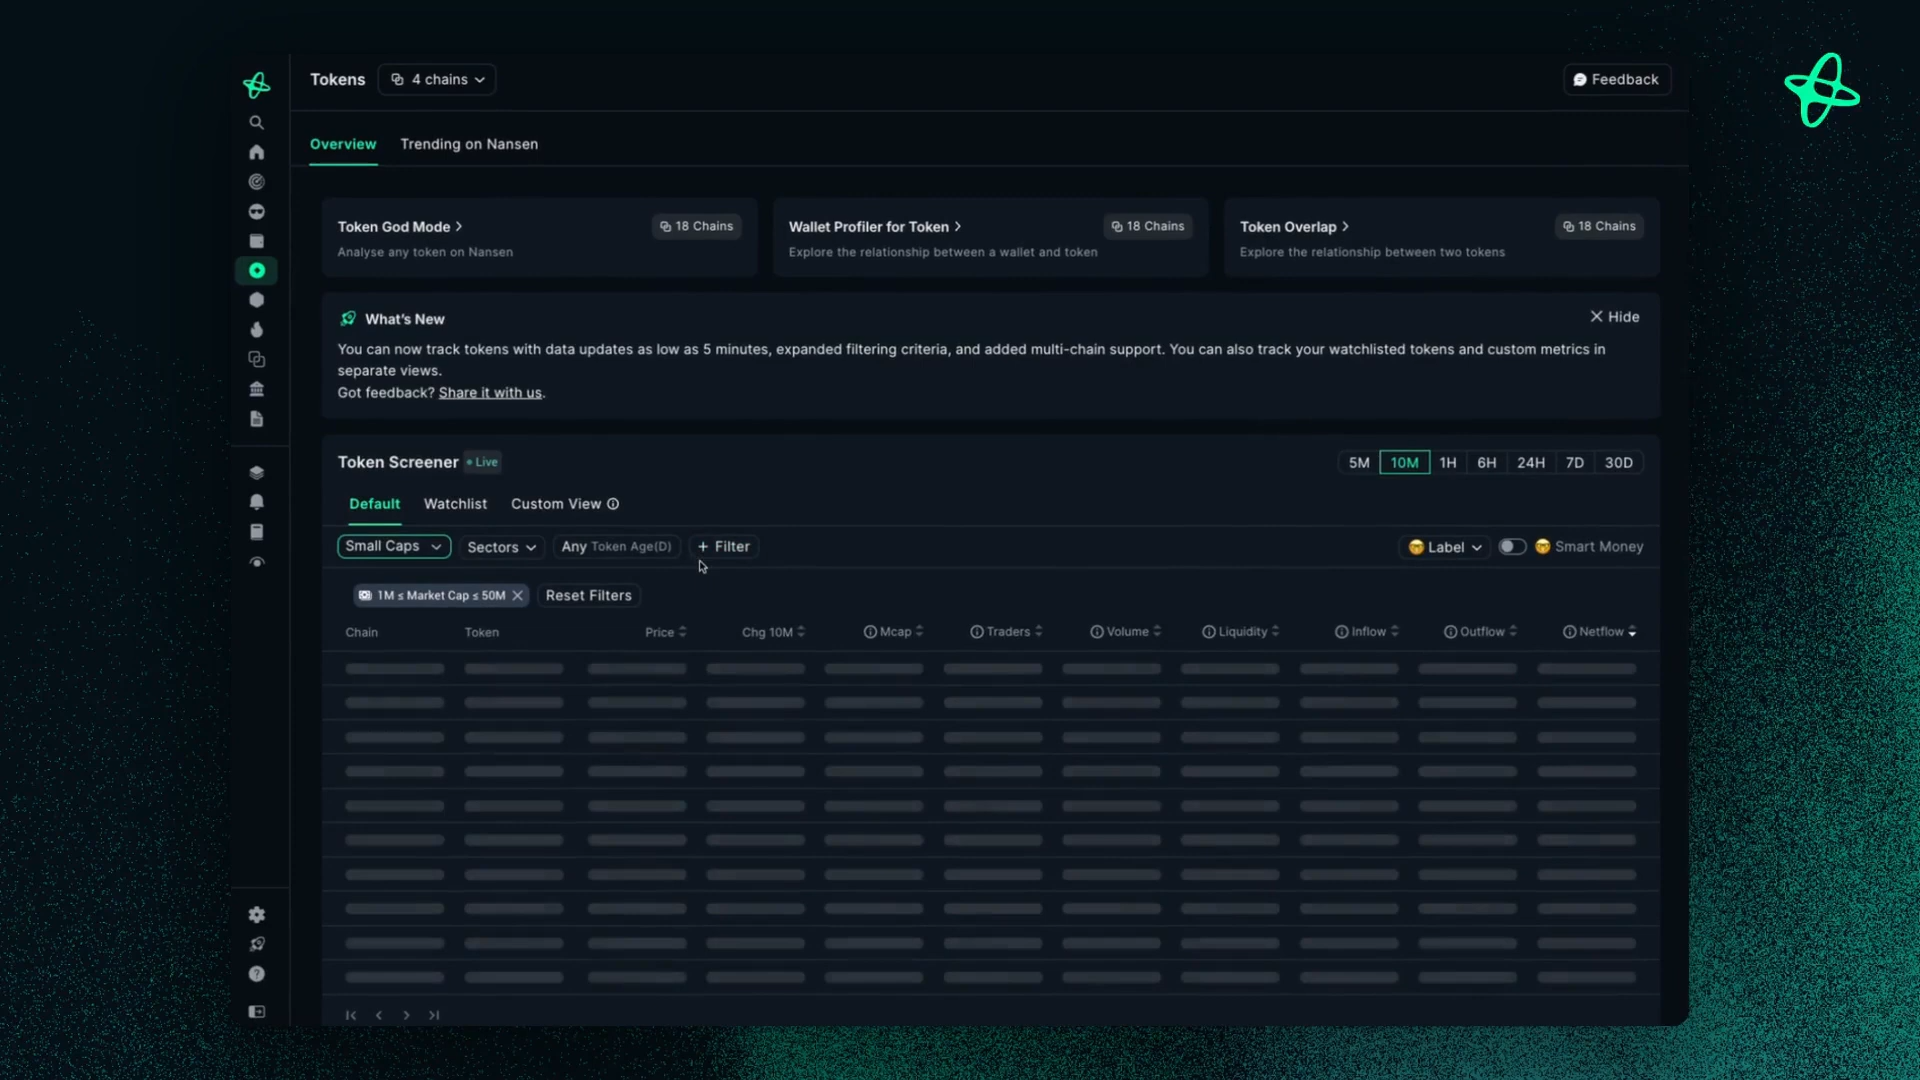 Tokens
4 chains
Feedback
Overview
Trending on Nansen
Token God Mode
18 Chains
Analyse any token on Nansen
Wallet Profiler for Token
18 Chains
Explore the relationship between a wallet and token
Token Overlap
18 Chains
Explore the relationship between two tokens
What's New
Hide
You can now track tokens with data updates as low as 5 minutes, expanded filtering criteria, and added multi-chain support. You can also track your watchlisted tokens and custom metrics in
separate views.
Got feedback? Share it with us.
Token Screener
Live
5M 10M 1H 6H 24H 7D 30D
Default
Watchlist
Custom View
Small Caps
Sectors
Any Token Age(D)
+ Filter
Label
Smart Money
1M ≤ Market Cap ≤ 50M
Reset Filters
Chain Token Price Chg 10M Mcap Traders Volume Liquidity Inflow Outflow Netflow